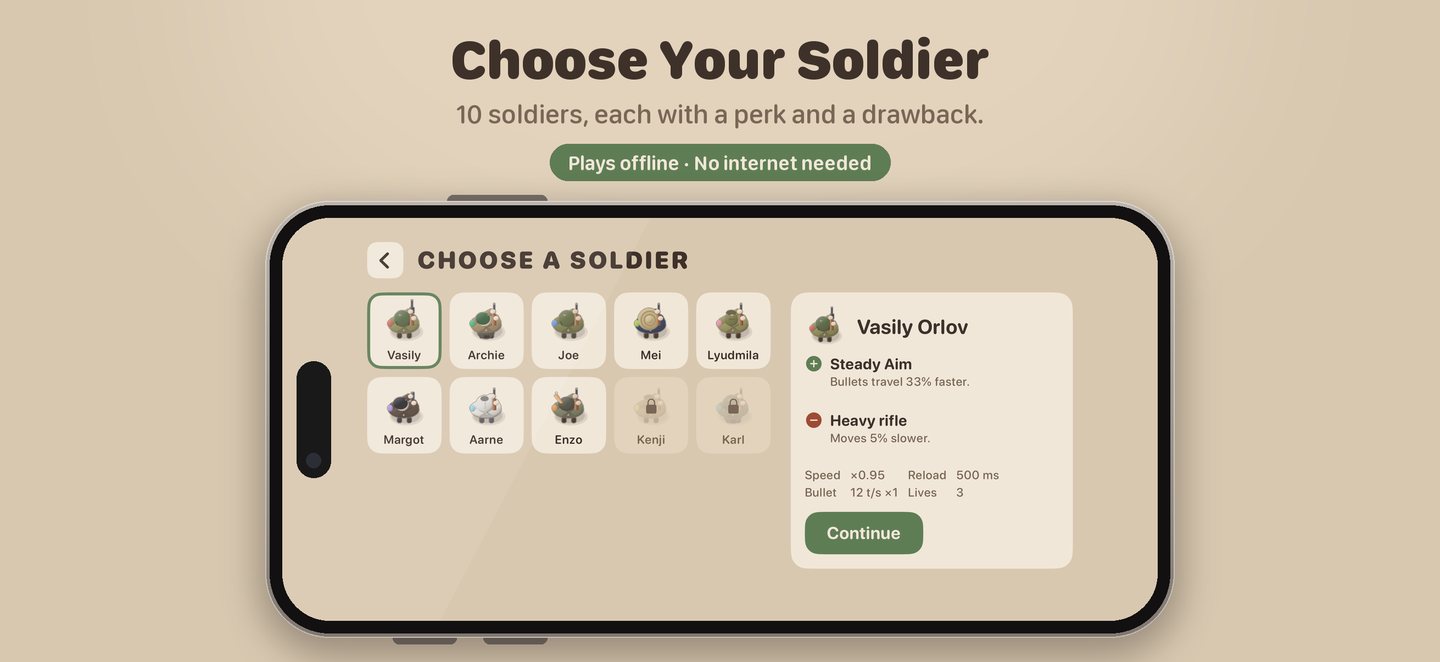 Choose Your Soldier
10 soldiers, each with a perk and a drawback.
Plays offline · No internet needed
CHOOSE A SOLDIER
Vasily
Archie
Joe
Mei
Lyudmila
Margot
Aarne
Enzo
Kenji
Karl
Vasily Orlov
Steady Aim
Bullets travel 33% faster.
Heavy rifle
Moves 5% slower.
Speed ×0.95 Reload 500 ms
Bullet 12 t/s ×1 Lives 3
Continue